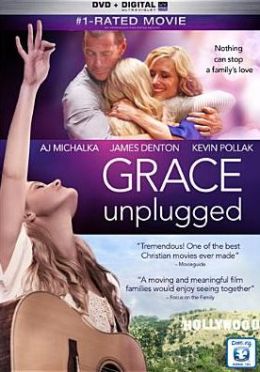 DVD + DIGITAL ULTRAVIOLET
#1-RATED MOVIE
Nothing
can stop
a family's love
AJ MICHALKA JAMES DENTON KEVIN POLLAK
GRACE
unplugged
"Tremendous! One of the best
Christian movies ever made"
– Movieguide
"A moving and meaningful film
families would enjoy seeing together"
– Focus on the Family
HOLLYWOOD